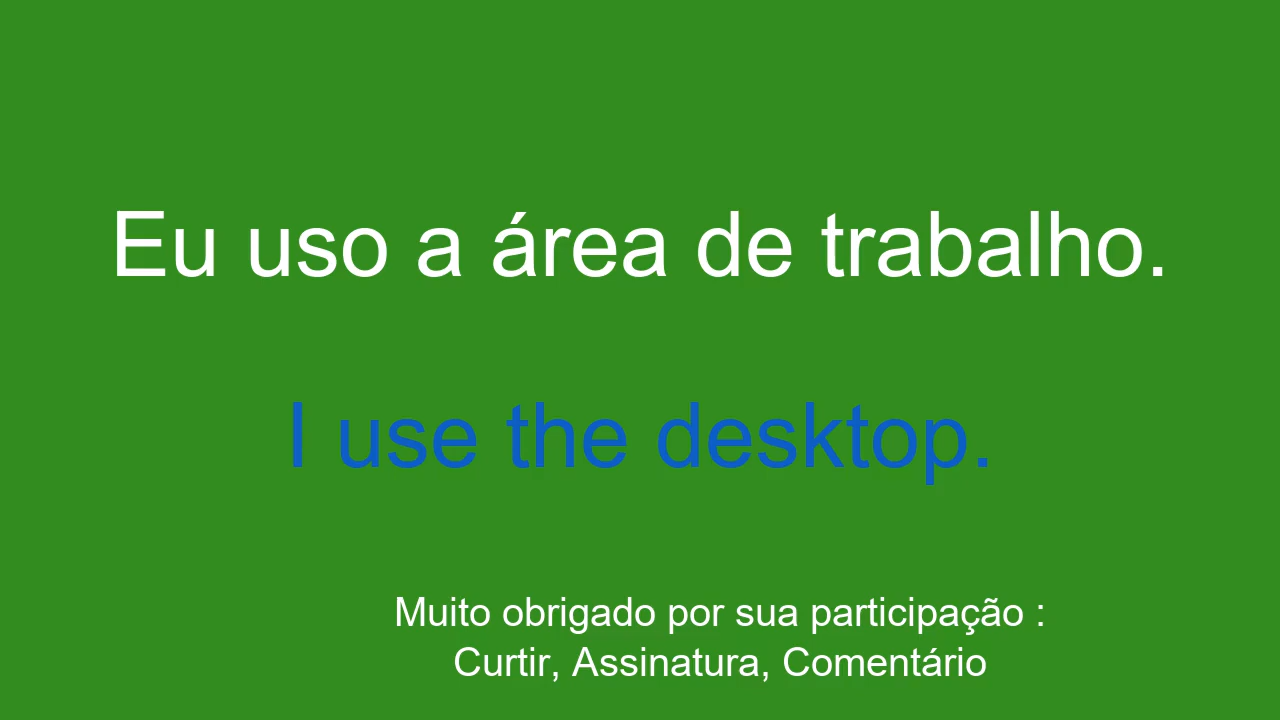 Eu uso a área de trabalho.
I use the desktop.
Muito obrigado por sua participação :
Curtir, Assinatura, Comentário